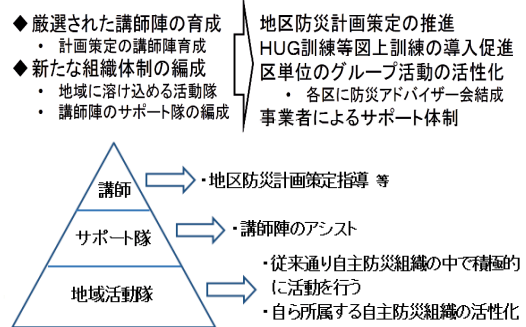 ◆厳選された講師陣の育成
・ 計画策定の講師陣育成
◆新たな組織体制の編成
・ 地域に溶け込める活動隊
・ 講師陣のサポート隊の編成
地区防災計画策定の推進
HUG訓練等図上訓練の導入促進
区単位のグループ活動の活性化
・ 各区に防災アドバイザー会結成
事業者によるサポート体制
講師
・地区防災計画策定指導 等
サポート隊
・講師陣のアシスト
地域活動隊
・従来通り自主防災組織の中で積極的
に活動を行う
・自ら所属する自主防災組織の活性化